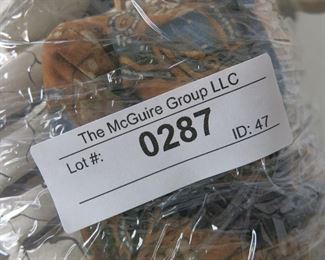 The McGuire Group LLC
Lot #: 0287 ID: 47